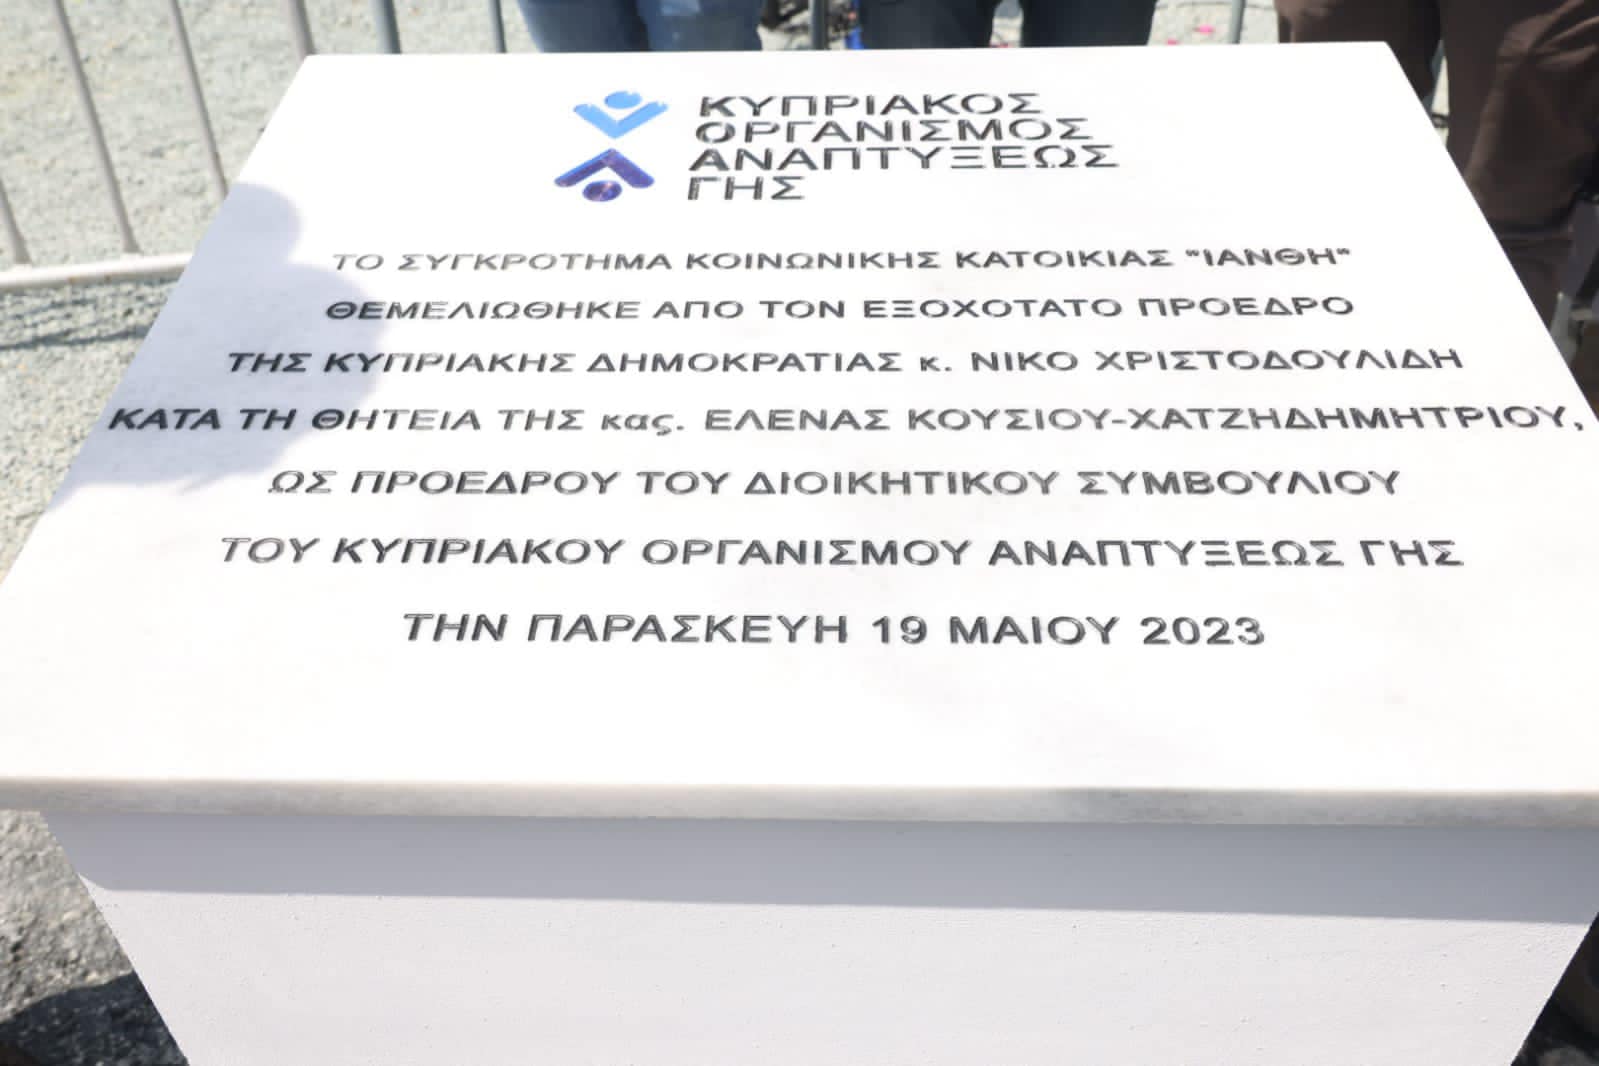 ΚΥΠΡΙΑΚΟΣ
ΟΡΓΑΝΙΣΜΟΣ
ΑΝΑΠΤΥΞΕΩΣ
ΓΗΣ
ΤΟ ΣΥΓΚΡΟΤΗΜΑ ΚΟΙΝΩΝΙΚΗΣ ΚΑΤΟΙΚΙΑΣ "ΙΑΝΘΗ"
ΘΕΜΕΛΙΩΘΗΚΕ ΑΠΟ ΤΟΝ ΕΞΟΧΟΤΑΤΟ ΠΡΟΕΔΡΟ
ΤΗΣ ΚΥΠΡΙΑΚΗΣ ΔΗΜΟΚΡΑΤΙΑΣ κ. ΝΙΚΟ ΧΡΙΣΤΟΔΟΥΛΙΔΗ
ΚΑΤΑ ΤΗ ΘΗΤΕΙΑ ΤΗΣ κας. ΕΛΕΝΑΣ ΚΟΥΣΙΟΥ-ΧΑΤΖΗΔΗΜΗΤΡΙΟΥ,
ΩΣ ΠΡΟΕΔΡΟΥ ΤΟΥ ΔΙΟΙΚΗΤΙΚΟΥ ΣΥΜΒΟΥΛΙΟΥ
ΤΟΥ ΚΥΠΡΙΑΚΟΥ ΟΡΓΑΝΙΣΜΟΥ ΑΝΑΠΤΥΞΕΩΣ ΓΗΣ
ΤΗΝ ΠΑΡΑΣΚΕΥΗ 19 ΜΑΙΟΥ 2023